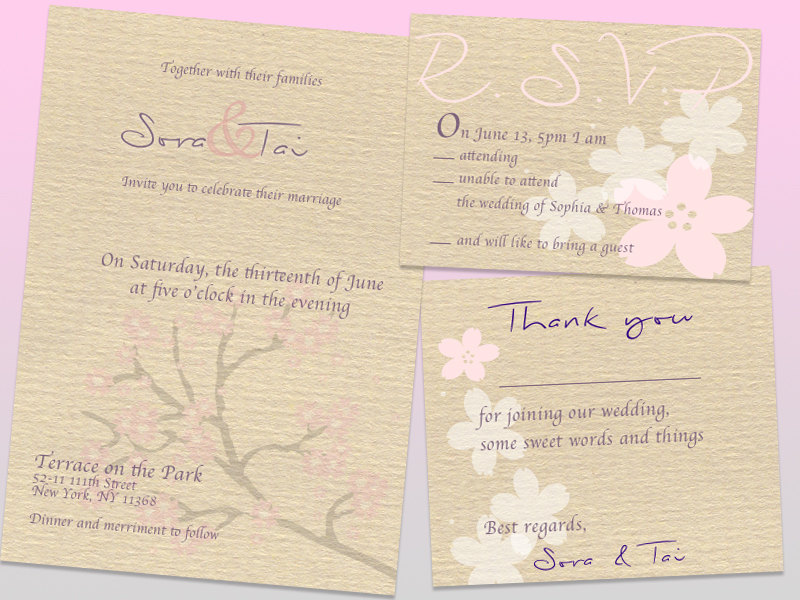 Together with their families
Sora & Tai
Invite you to celebrate their marriage
On Saturday, the thirteenth of June
at five o'clock in the evening
Terrace on the Park
52-11 111th Street
New York, NY 11368
Dinner and merriment to follow
R.S.V.P
On June 13, 5pm I am
___ attending
___ unable to attend
the wedding of Sophia & Thomas
___ and will like to bring a guest
Thank you
for joining our wedding,
some sweet words and things
Best regards,
Sora & Tai